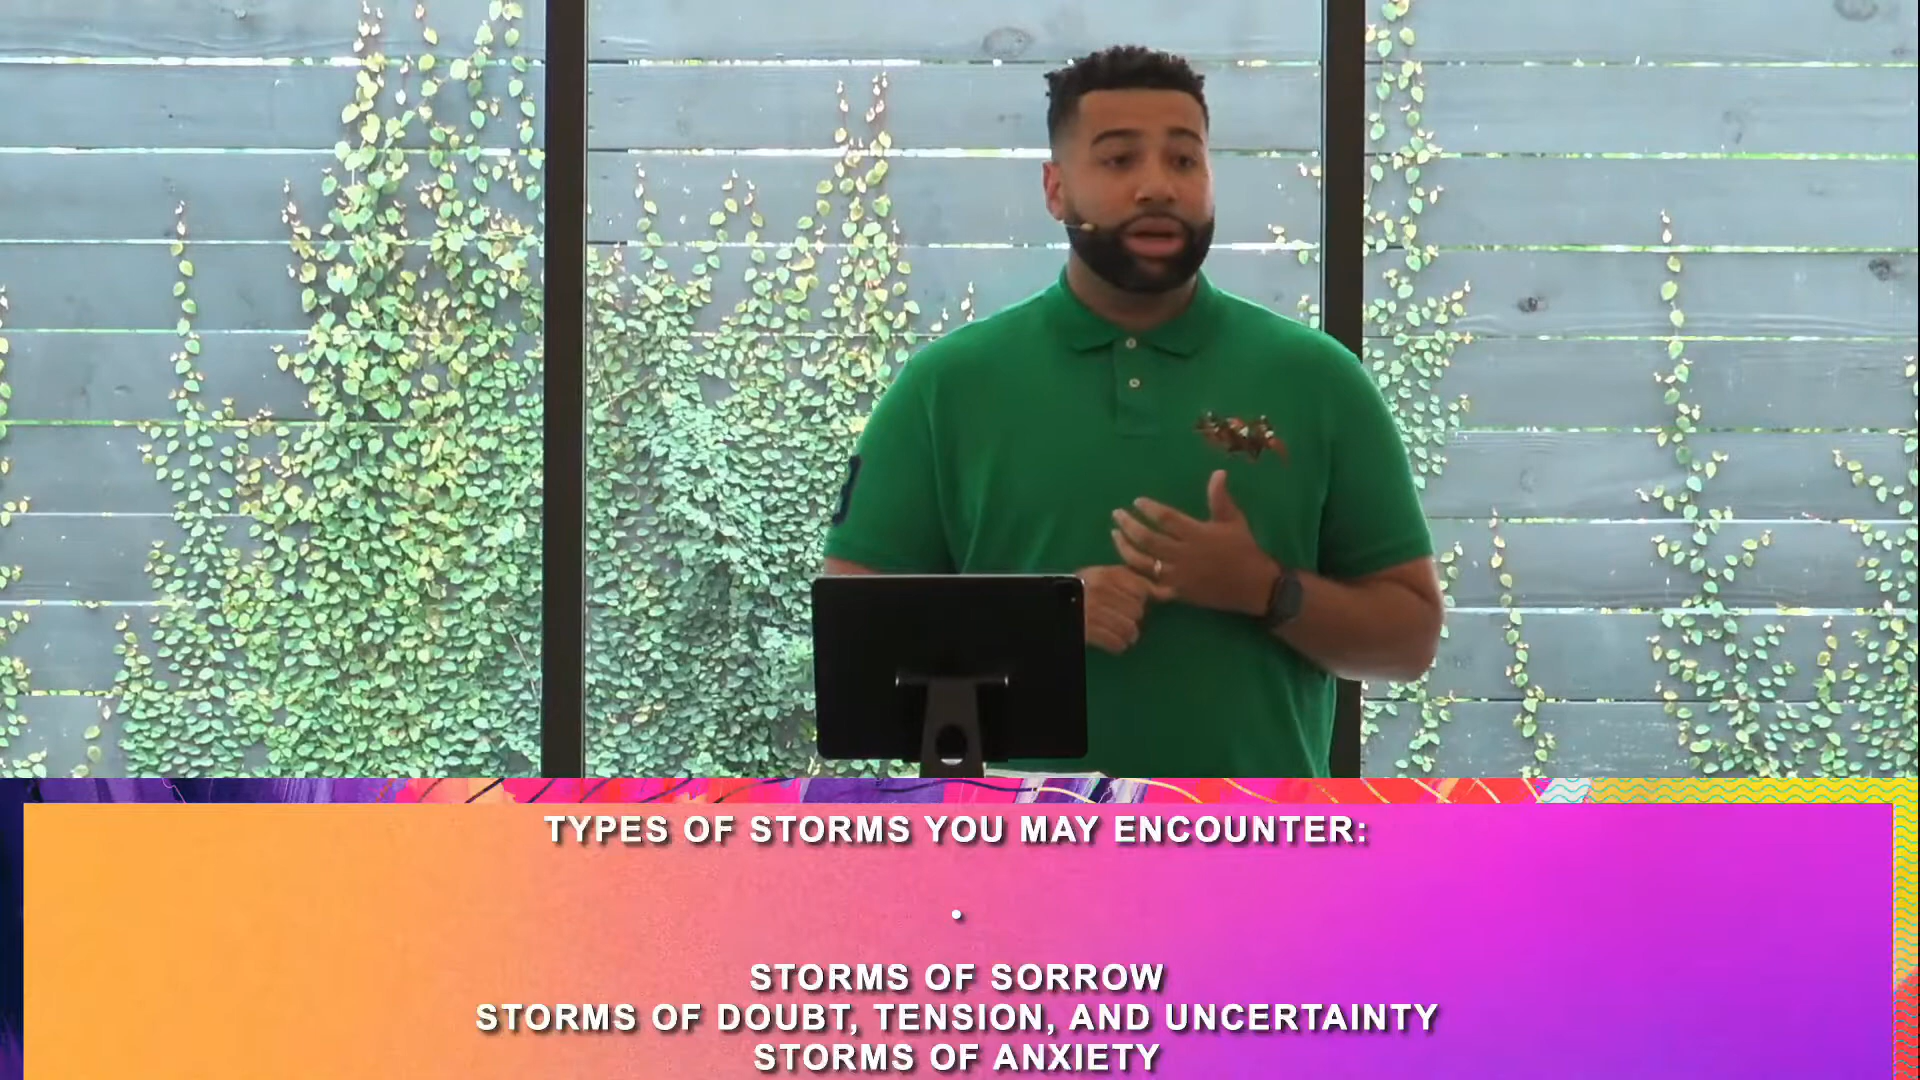 TYPES OF STORMS YOU MAY ENCOUNTER:
.
STORMS OF SORROW
STORMS OF DOUBT, TENSION, AND UNCERTAINTY
STORMS OF ANXIETY